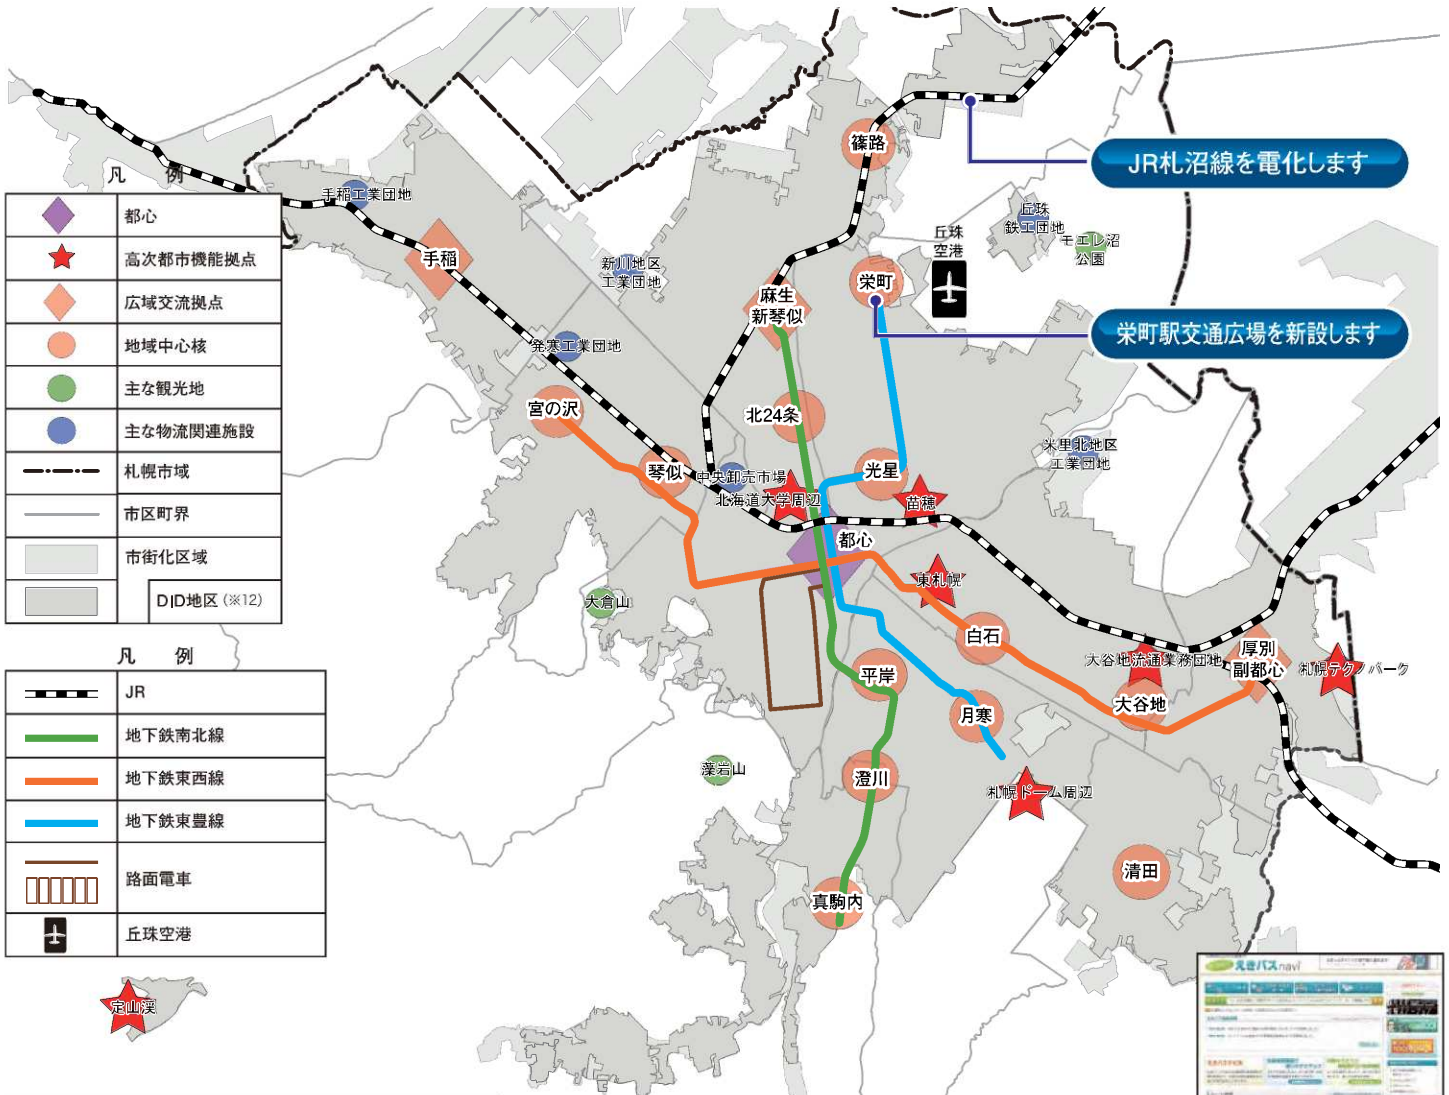 凡 例
都心
高次都市機能拠点
広域交流拠点
地域中心核
主な観光地
主な物流関連施設
札幌市域
市区町界
市街化区域
DID地区(※12)
凡 例
JR
地下鉄南北線
地下鉄東西線
地下鉄東豊線
路面電車
丘珠空港
定山渓
JR札沼線を電化します
栄町駅交通広場を新設します
篠路
手稲工業団地
手稲
新川地区
工業団地
丘珠
空港
丘珠
鉄工団地
モエレ沼
公園
栄町
麻生
新琴似
発寒工業団地
宮の沢
北24条
琴似
中央卸売市場
北海道大学周辺
光星
苗穂
米里北地区
工業団地
都心
東札幌
大倉山
白石
大谷地流通業務団地
厚別
副都心
札幌テクノパーク
平岸
月寒
大谷地
藻岩山
澄川
札幌ドーム周辺
清田
真駒内
えきバスnavi